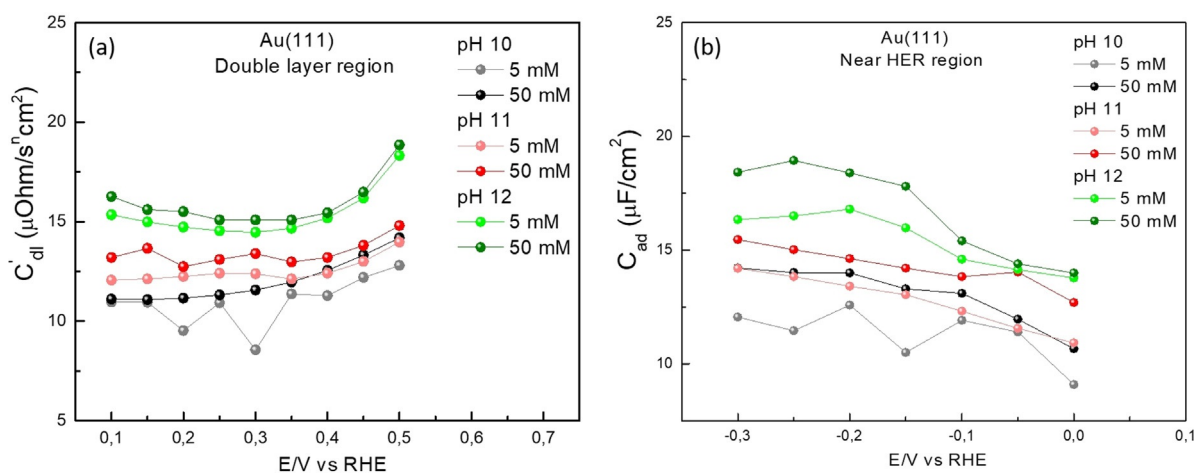 (a)
Au(111)
Double layer region
pH 10
5 mM
50 mM
pH 11
5 mM
50 mM
pH 12
5 mM
50 mM
C'dl (μOhm/sⁿcm²)
25
20
15
10
5
0,1 0,2 0,3 0,4 0,5 0,6 0,7
E/V vs RHE
(b)
Au(111)
Near HER region
pH 10
5 mM
50 mM
pH 11
5 mM
50 mM
pH 12
5 mM
50 mM
Cad (μF/cm²)
25
20
15
10
-0,3 -0,2 -0,1 0,0 0,1
E/V vs RHE